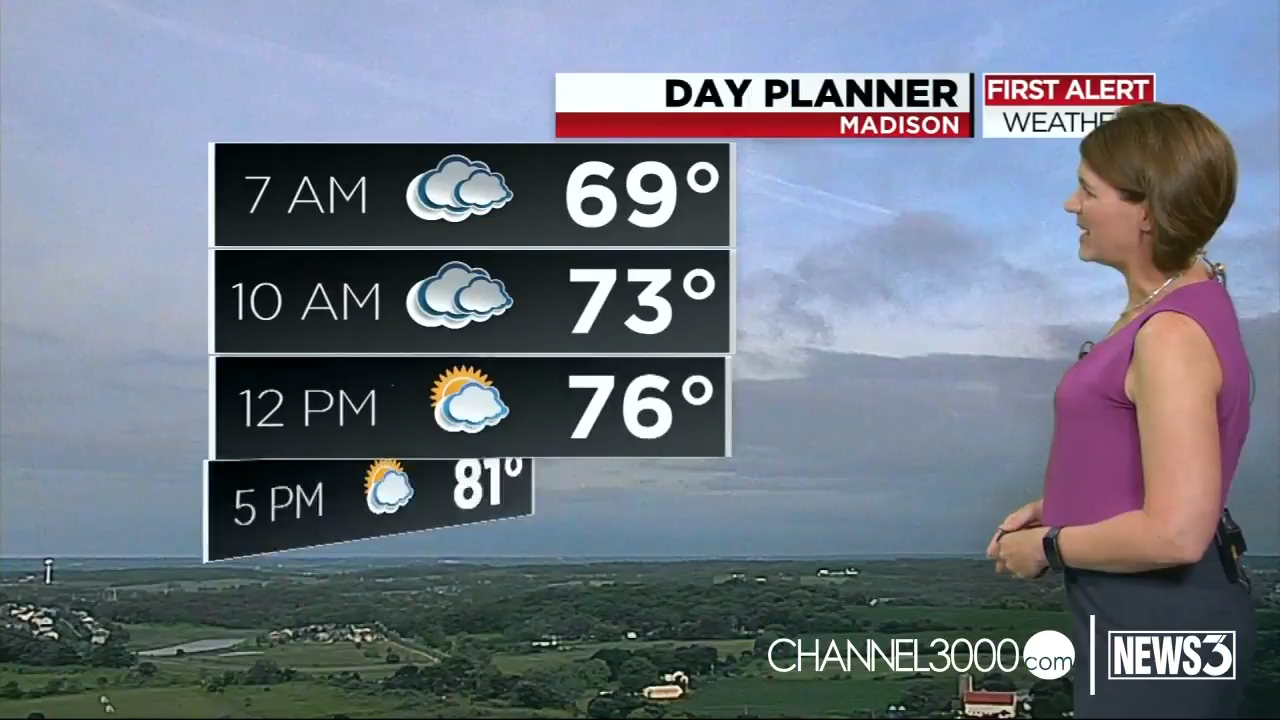 DAY PLANNER
MADISON
FIRST ALERT
WEATHE
7 AM 69°
10 AM 73°
12 PM 76°
5 PM 81°
CHANNEL3000.com
NEWS3